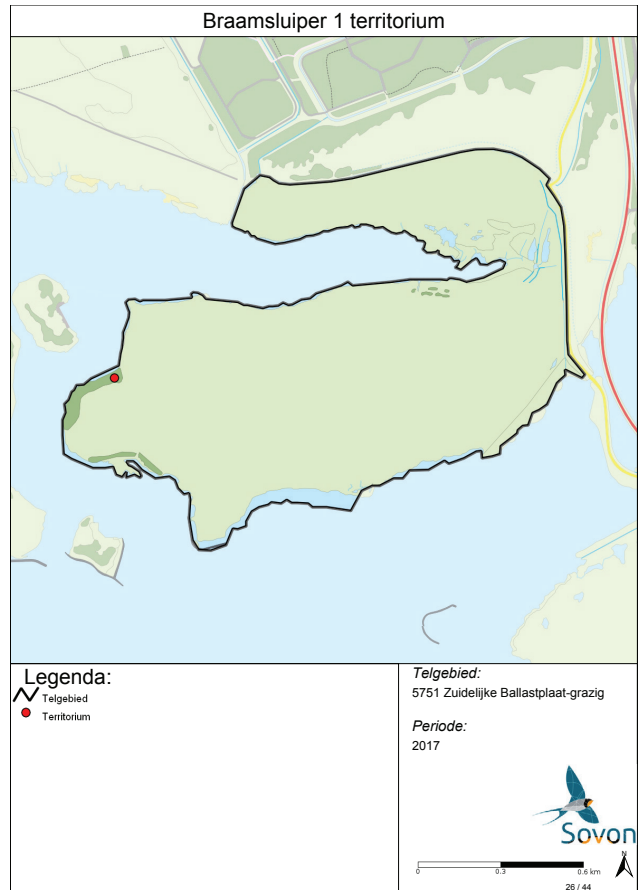 Braamsluiper 1 territorium
Legenda:
Telgebied
Territorium
Telgebied:
5751 Zuidelijke Ballastplaat-grazig
Periode:
2017
Sovon
N
0 0.3 0.6 km
26 / 44